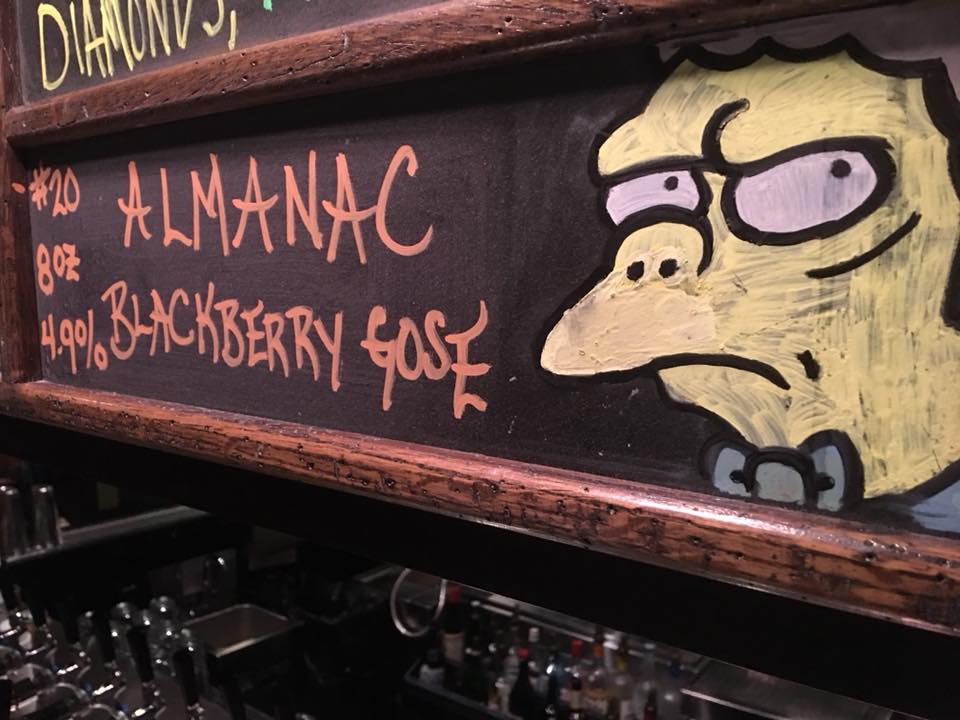 DIAMONDS,
#20
ALMANAC
8OZ
4.9%
BLACKBERRY GOSE